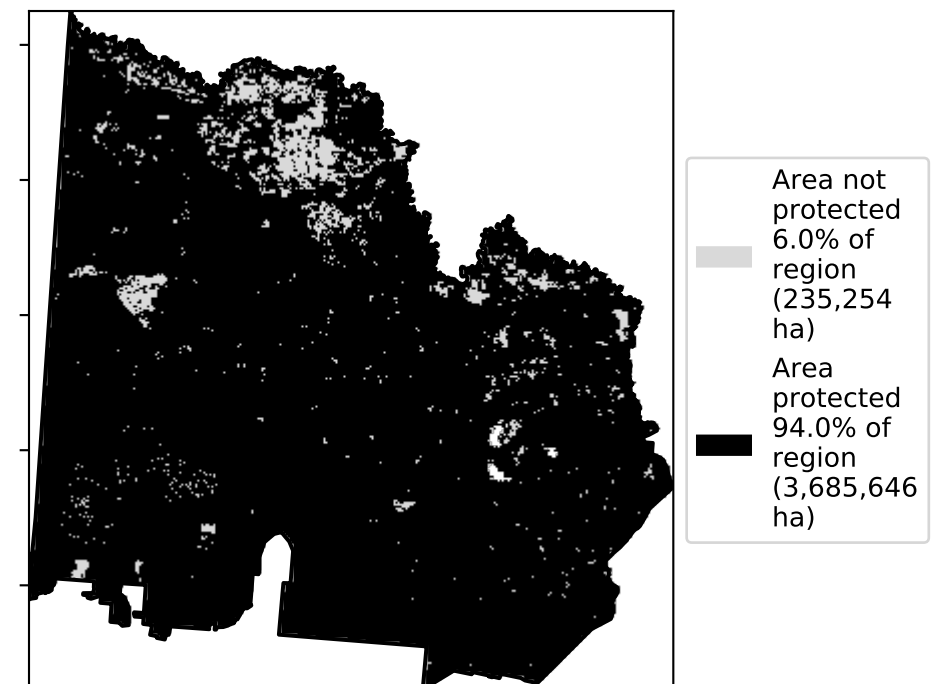 Area not
protected
6.0% of
region
(235,254
ha)
Area
protected
94.0% of
region
(3,685,646
ha)